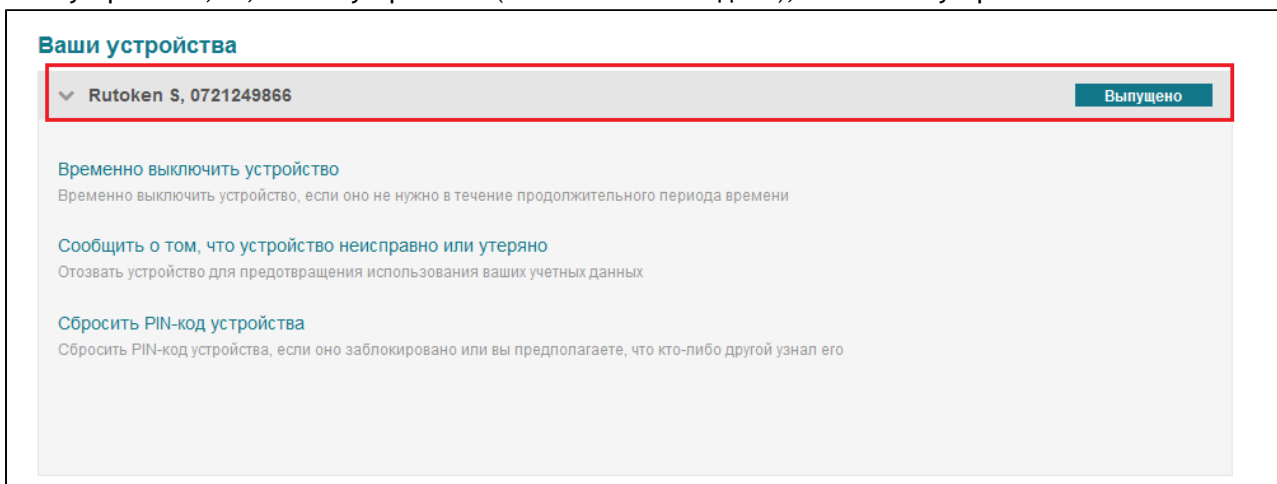 Ваши устройства
Rutoken S, 0721249866
Выпущено
Временно выключить устройство
Временно выключить устройство, если оно не нужно в течение продолжительного периода времени
Сообщить о том, что устройство неисправно или утеряно
Отозвать устройство для предотвращения использования ваших учетных данных
Сбросить PIN-код устройства
Сбросить PIN-код устройства, если оно заблокировано или вы предполагаете, что кто-либо другой узнал его